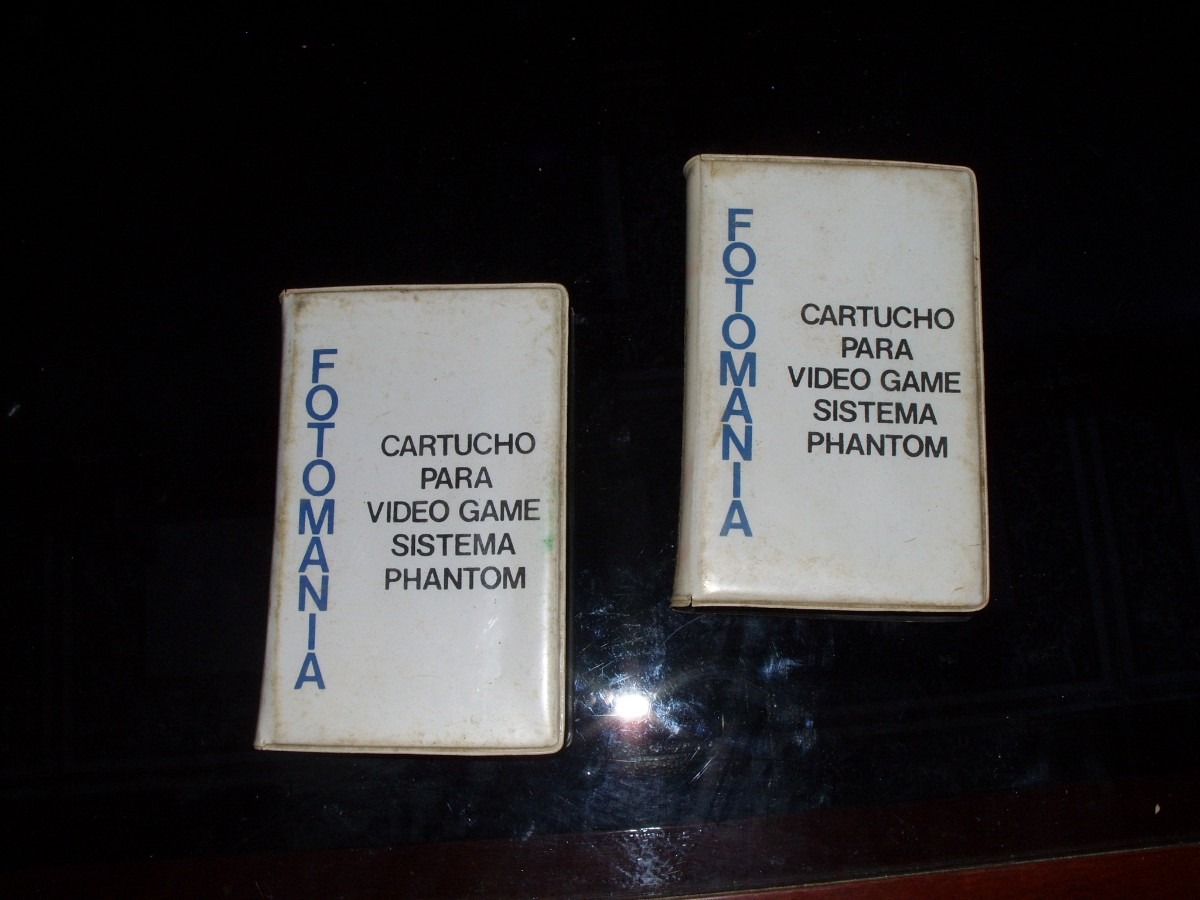 FOTOMANIA
CARTUCHO
PARA
VIDEO GAME
SISTEMA
PHANTOM
FOTOMANIA
CARTUCHO
PARA
VIDEO GAME
SISTEMA
PHANTOM